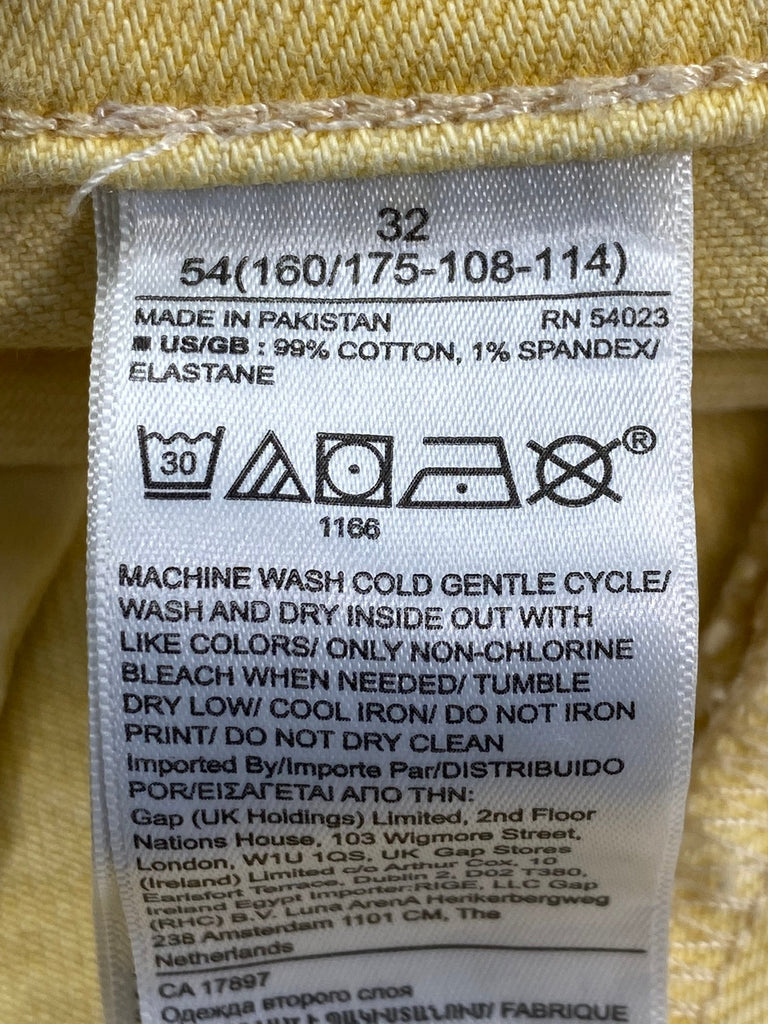 32
54(160/175-108-114)
MADE IN PAKISTAN RN 54023
■ US/GB : 99% COTTON, 1% SPANDEX/
ELASTANE
30
®
1166
MACHINE WASH COLD GENTLE CYCLE/
WASH AND DRY INSIDE OUT WITH
LIKE COLORS/ ONLY NON-CHLORINE
BLEACH WHEN NEEDED/ TUMBLE
DRY LOW/ COOL IRON/ DO NOT IRON
PRINT/ DO NOT DRY CLEAN
Imported By/Importe Par/DISTRIBUIDO
POR/ΕΙΣΑΓΕΤΑΙ ΑΠΟ ΤΗΝ:
Gap (UK Holdings) Limited, 2nd Floor
Nations House, 103 Wigmore Street,
London, W1U 1QS, UK Gap Stores
(Ireland) Limited c/o Arthur Cox, 10
Earlsfort Terrace, Dublin 2, D02 T380,
Ireland Egypt Importer:RIGE, LLC Gap
(RHC) B.V. Luna ArenA Herikerbergweg
238 Amsterdam 1101 CM, The
Netherlands
CA 17897
Одежда второго слоя
ՊԱԿԻՍՏԱՆՈՒՄ/ FABRIQUE